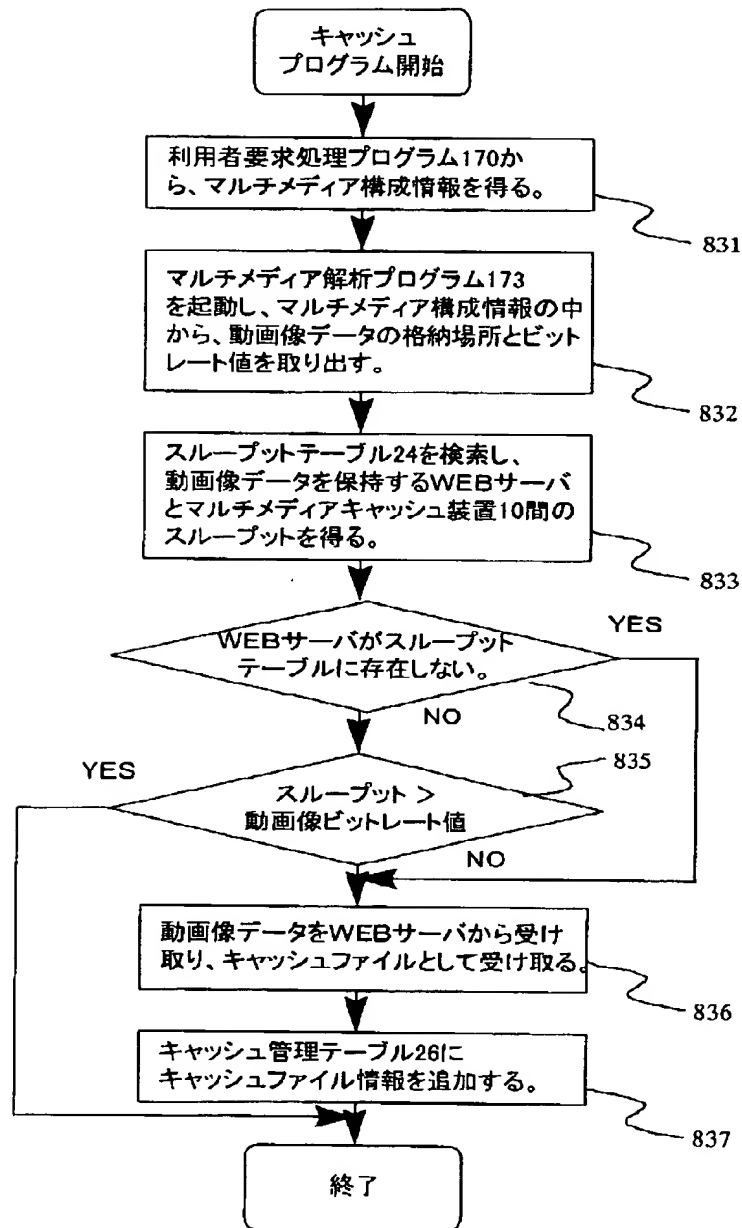 キャッシュ
プログラム開始
利用者要求処理プログラム170か
ら、マルチメディア構成情報を得る。
831
マルチメディア解析プログラム173
を起動し、マルチメディア構成情報の中
から、動画像データの格納場所とビット
レート値を取り出す。
832
スループットテーブル24を検索し、
動画像データを保持するWEBサーバ
とマルチメディアキャッシュ装置10間の
スループットを得る。
833
WEBサーバがスループット
テーブルに存在しない。
YES
NO
834
835
YES
スループット >
動画像ビットレート値
NO
動画像データをWEBサーバから受け
取り、キャッシュファイルとして受け取る。
836
キャッシュ管理テーブル26に
キャッシュファイル情報を追加する。
837
終了